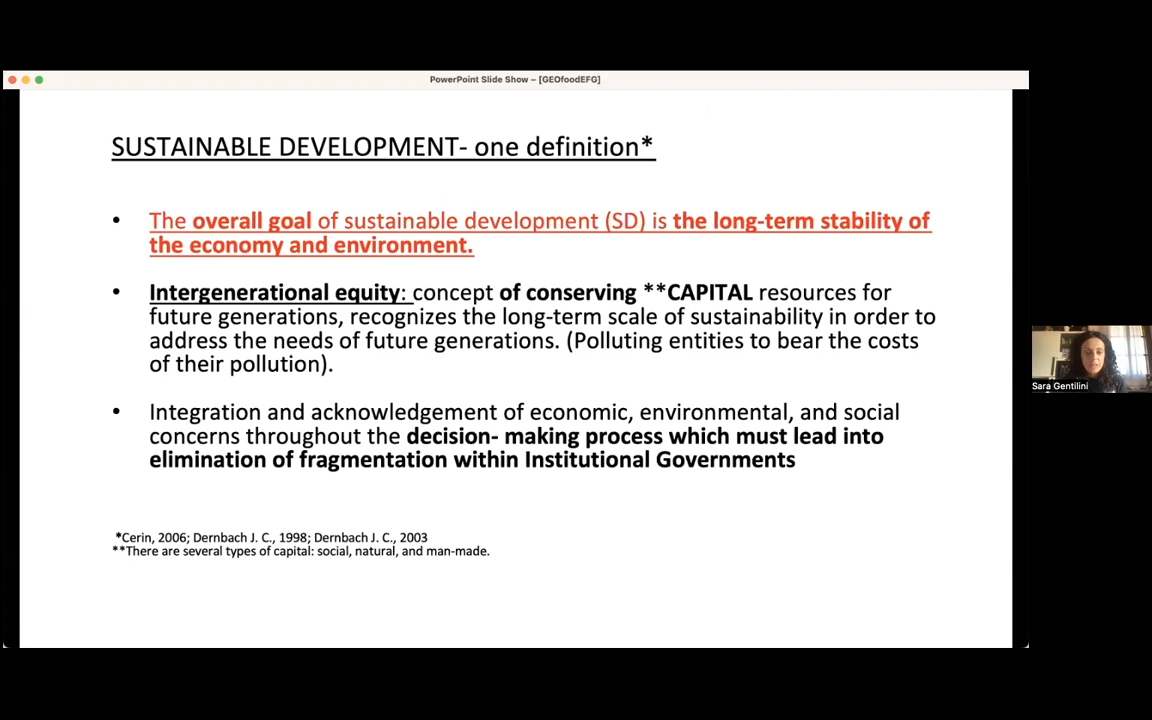 PowerPoint Slide Show – [GEOfoodEFG]
SUSTAINABLE DEVELOPMENT- one definition*
• The overall goal of sustainable development (SD) is the long-term stability of
the economy and environment.
• Intergenerational equity: concept of conserving **CAPITAL resources for
future generations, recognizes the long-term scale of sustainability in order to
address the needs of future generations. (Polluting entities to bear the costs
of their pollution).
• Integration and acknowledgement of economic, environmental, and social
concerns throughout the decision- making process which must lead into
elimination of fragmentation within Institutional Governments
*Cerin, 2006; Dernbach J. C., 1998; Dernbach J. C., 2003
**There are several types of capital: social, natural, and man-made.
Sara Gentilini